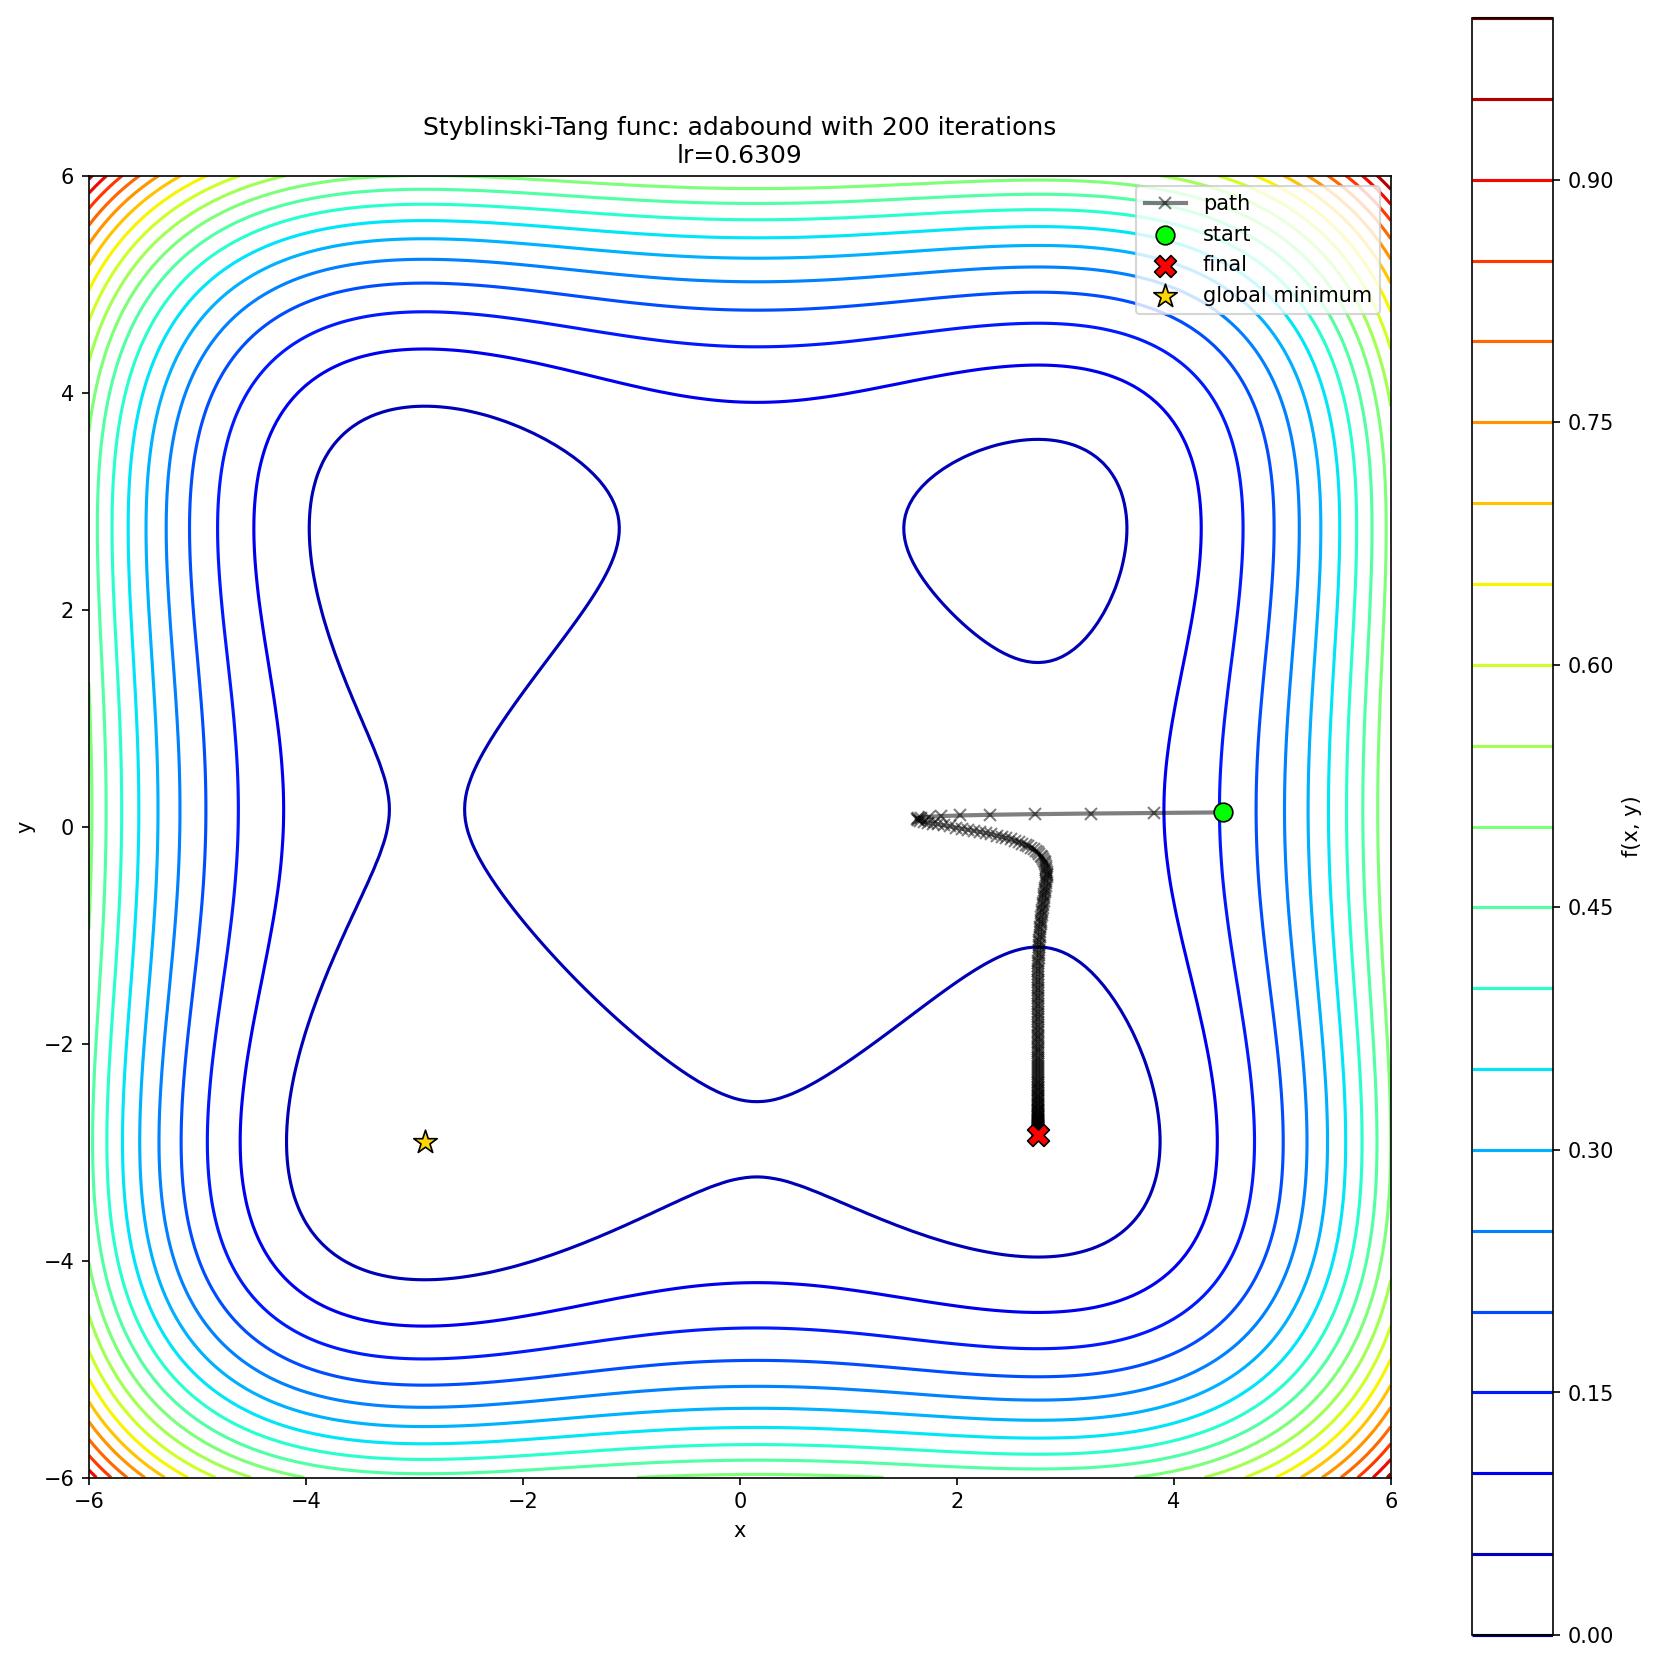 Styblinski-Tang func: adabound with 200 iterations
lr=0.6309
path
start
final
global minimum
6
4
2
0
−2
−4
−6
y
−6
−4
−2
0
2
4
6
x
0.90
0.75
0.60
0.45
0.30
0.15
0.00
f(x, y)